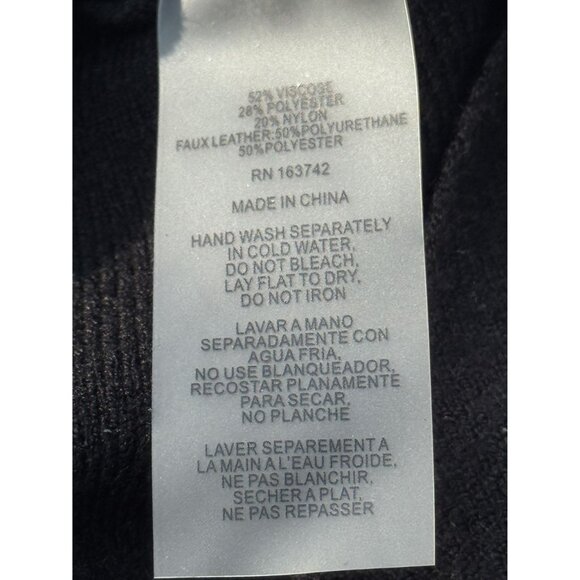 52% VISCOSE
28% POLYESTER
20% NYLON
FAUX LEATHER:50%POLYURETHANE
50%POLYESTER
RN 163742
MADE IN CHINA
HAND WASH SEPARATELY
IN COLD WATER,
DO NOT BLEACH,
LAY FLAT TO DRY,
DO NOT IRON
LAVAR A MANO
SEPARADAMENTE CON
AGUA FRIA,
NO USE BLANQUEADOR,
RECOSTAR PLANAMENTE
PARA SECAR,
NO PLANCHE
LAVER SEPAREMENT A
LA MAIN A L'EAU FROIDE,
NE PAS BLANCHIR,
SECHER A PLAT,
NE PAS REPASSER